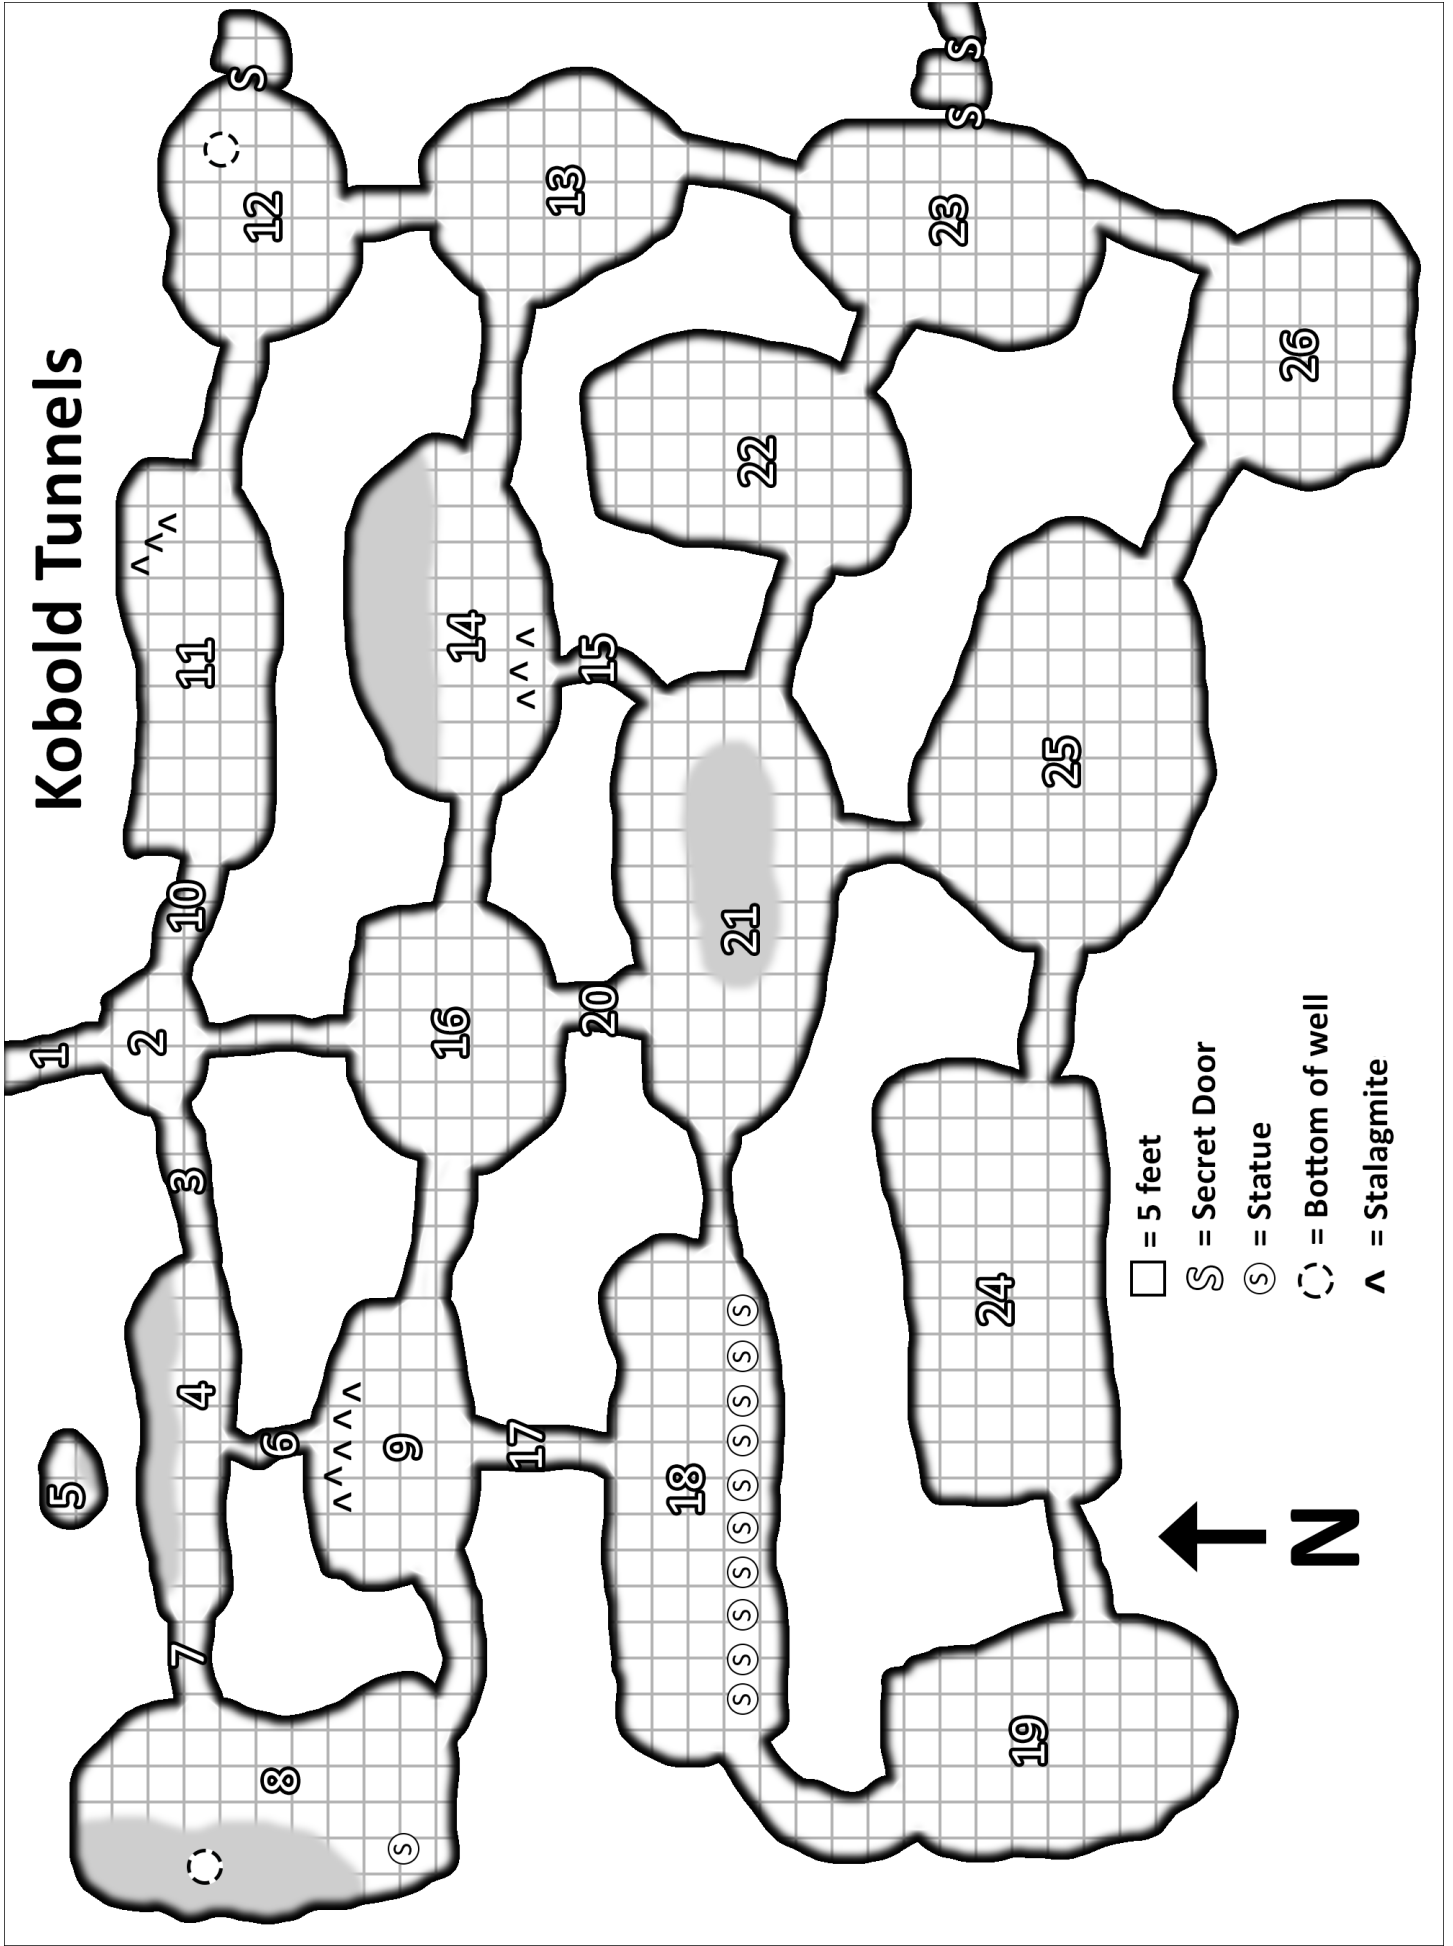 Kobold Tunnels
5
1
2
7
4
3
10
11
8
6
12
S
S
9
16
14
17
20
15
13
18
21
22
S S S S S S S S S S
19
24
25
23
S S
26
N
= 5 feet
S = Secret Door
S = Statue
= Bottom of well
^ = Stalagmite